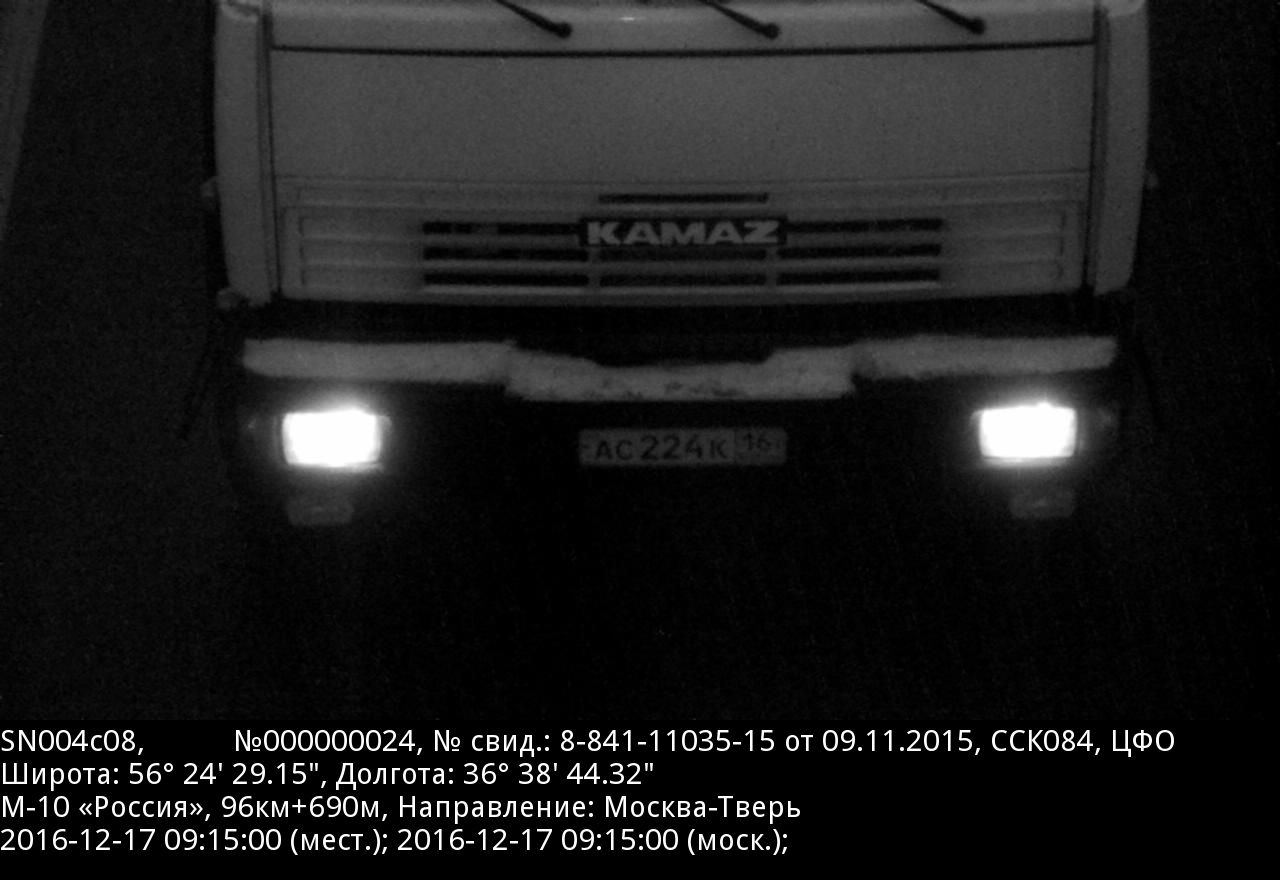 KAMAZ
АС 224 К 16
SN004c08, №000000024, № свид.: 8-841-11035-15 от 09.11.2015, ССК084, ЦФО
Широта: 56° 24' 29.15", Долгота: 36° 38' 44.32"
М-10 «Россия», 96км+690м, Направление: Москва-Тверь
2016-12-17 09:15:00 (мест.); 2016-12-17 09:15:00 (моск.);